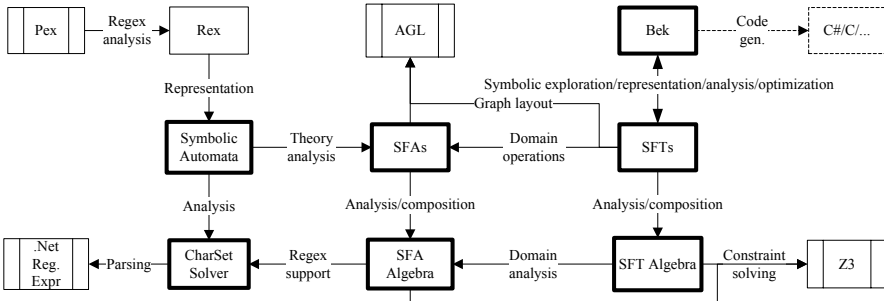 Pex
Regex
analysis
Rex
AGL
Bek
Code
gen.
C#/C/...
Representation
Symbolic exploration/representation/analysis/optimization
Graph layout
Symbolic
Automata
Theory
analysis
SFAs
Domain
operations
SFTs
Analysis
Analysis/composition
Analysis/composition
.Net
Reg.
Expr
Parsing
CharSet
Solver
Regex
support
SFA
Algebra
Domain
analysis
SFT Algebra
Constraint
solving
Z3